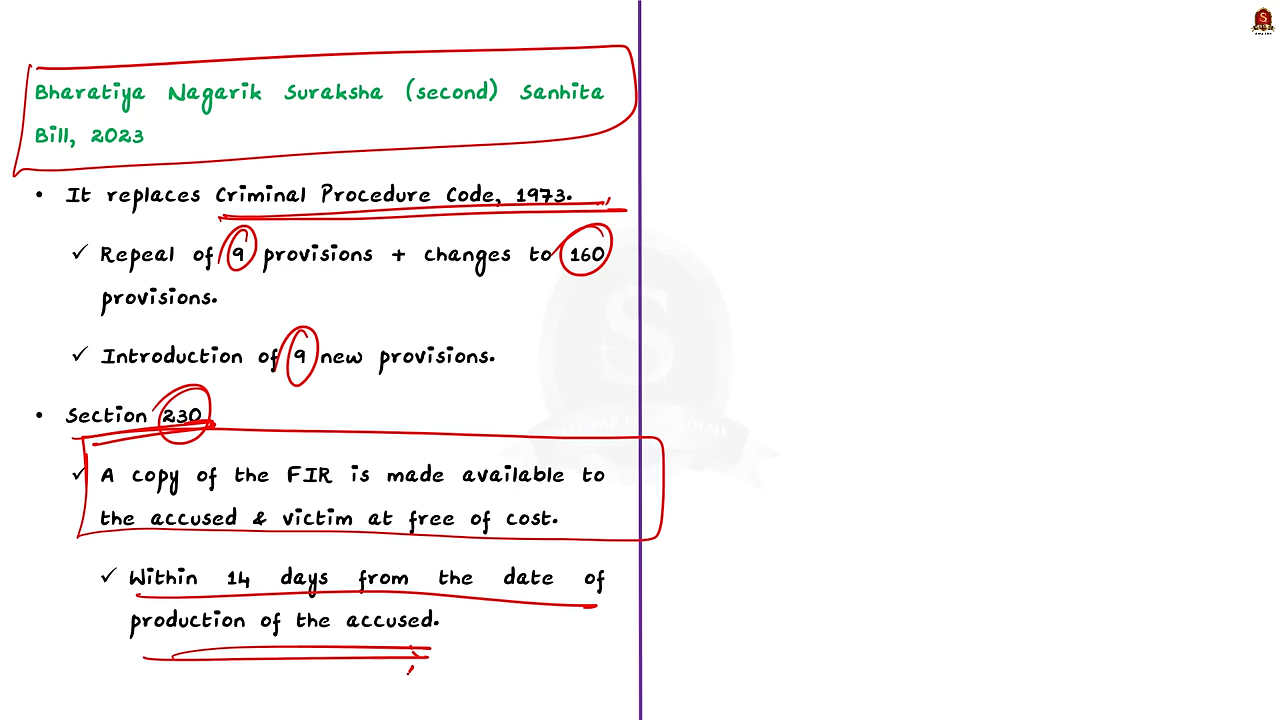 Bharatiya Nagarik Suraksha (second) Sanhita
Bill, 2023
• It replaces Criminal Procedure Code, 1973.
✓ Repeal of 9 provisions + changes to 160
provisions.
✓ Introduction of 9 new provisions.
• Section 230
✓ A copy of the FIR is made available to
the accused & victim at free of cost.
✓ Within 14 days from the date of
production of the accused.